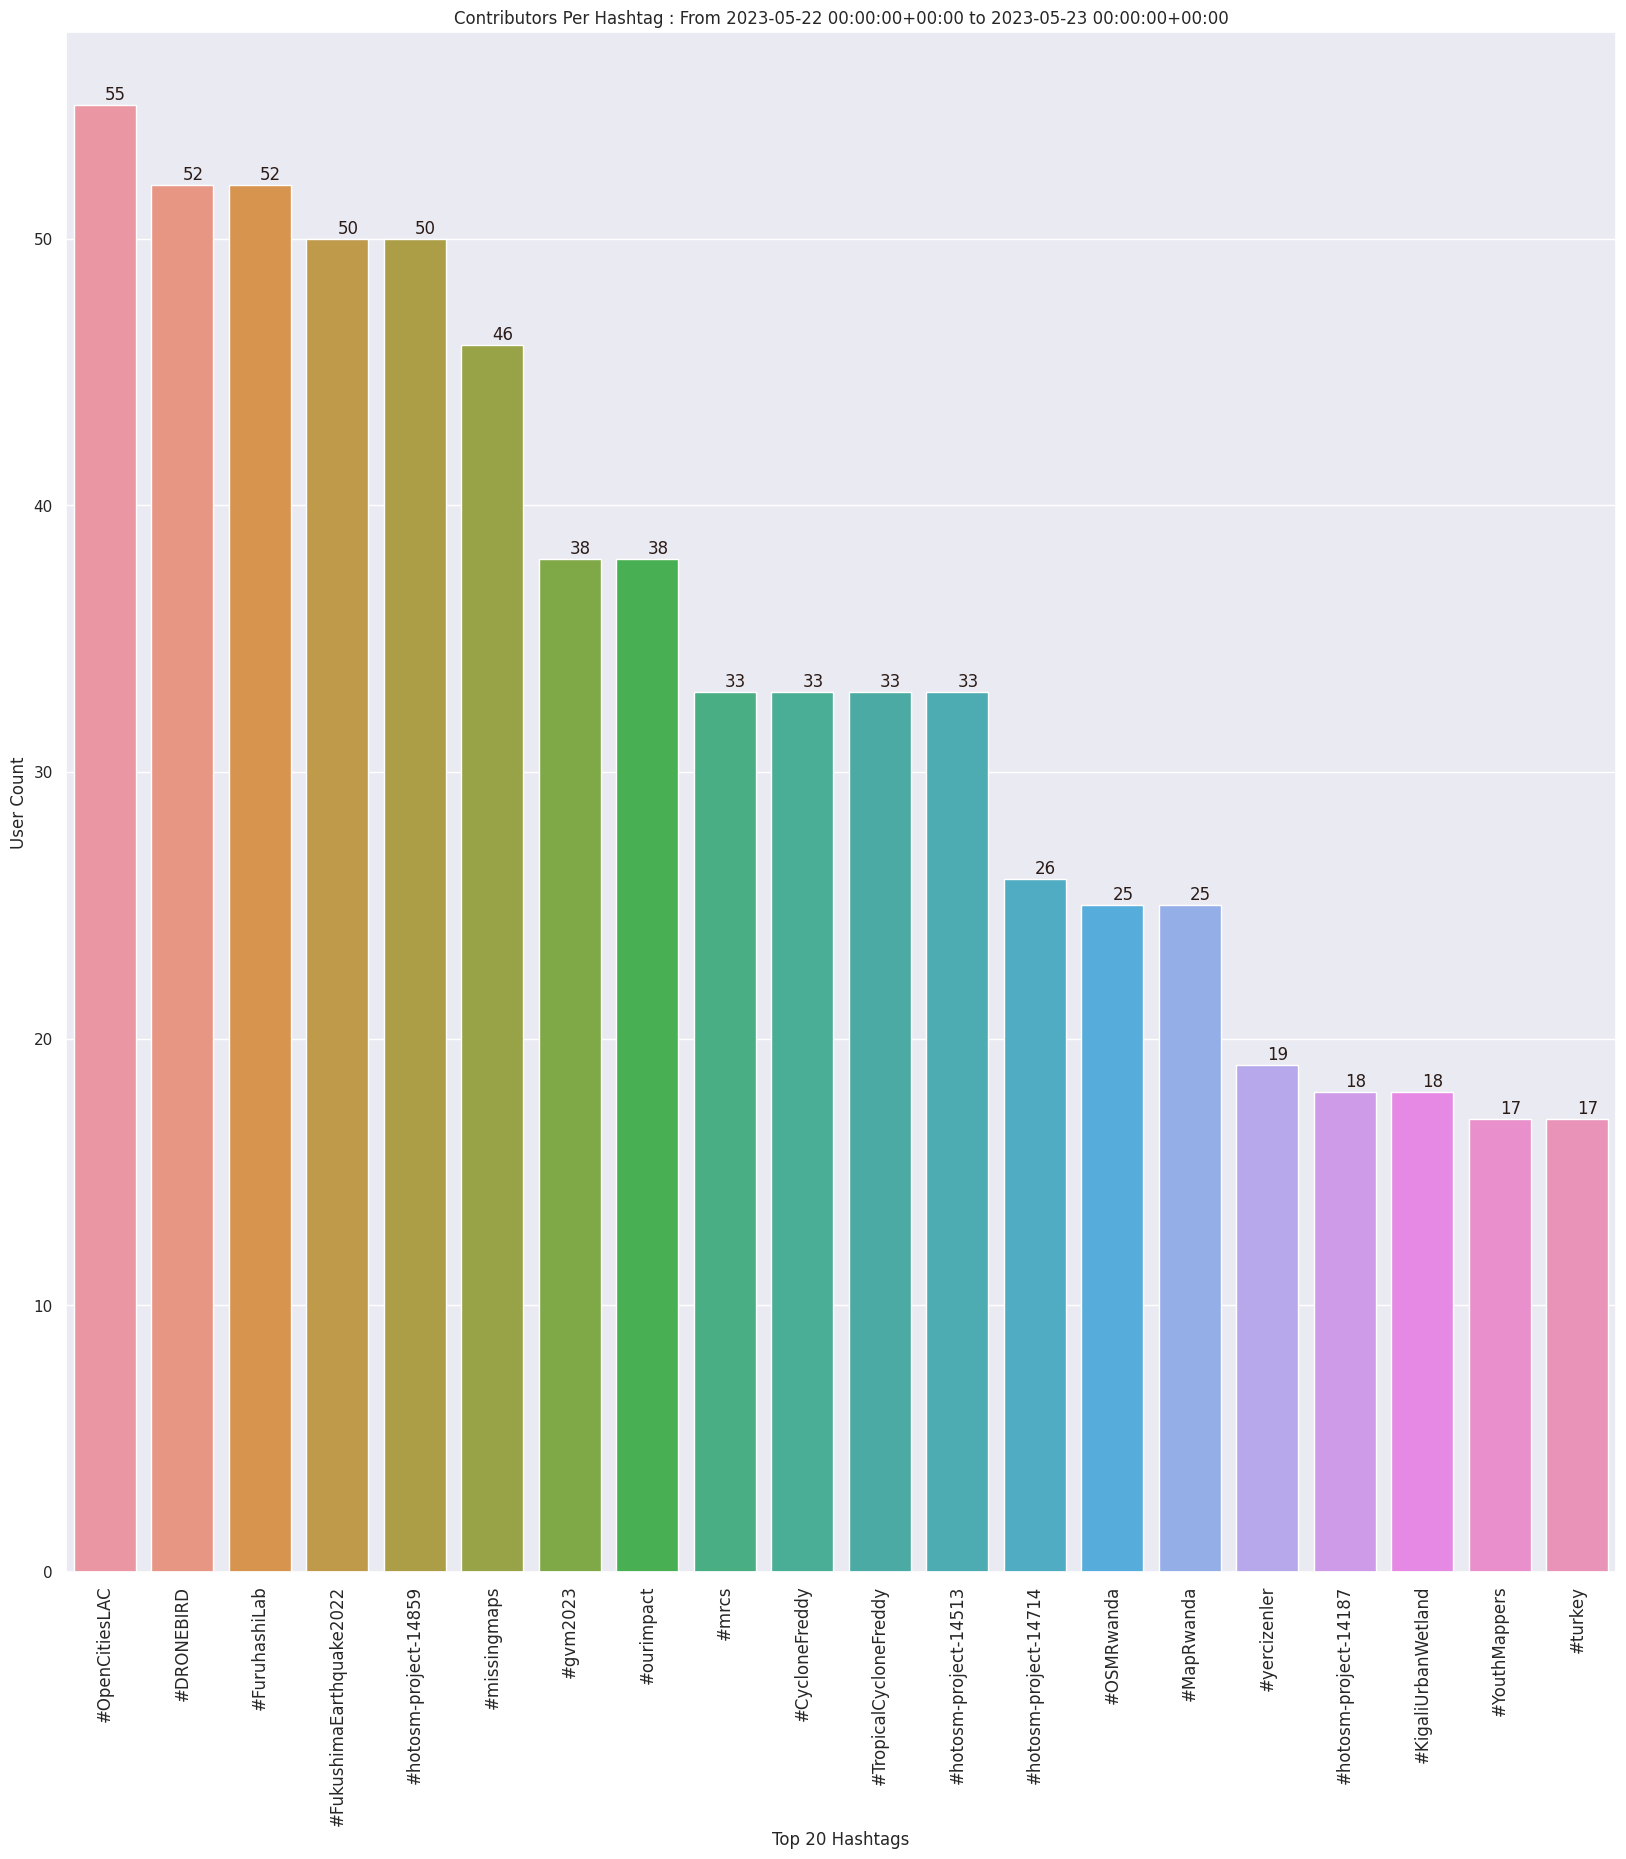 Contributors Per Hashtag : From 2023-05-22 00:00:00+00:00 to 2023-05-23 00:00:00+00:00
55
52
52
50
50
46
38
38
33
33
33
33
26
25
25
19
18
18
17
17
50
40
30
20
10
0
User Count
#OpenCitiesLAC
#DRONEBIRD
#FuruhashiLab
#FukushimaEarthquake2022
#hotosm-project-14859
#missingmaps
#gvm2023
#ourimpact
#mrcs
#CycloneFreddy
#TropicalCycloneFreddy
#hotosm-project-14513
#hotosm-project-14714
#OSMRwanda
#MapRwanda
#yercizenler
#hotosm-project-14187
#KigaliUrbanWetland
#YouthMappers
#turkey
Top 20 Hashtags